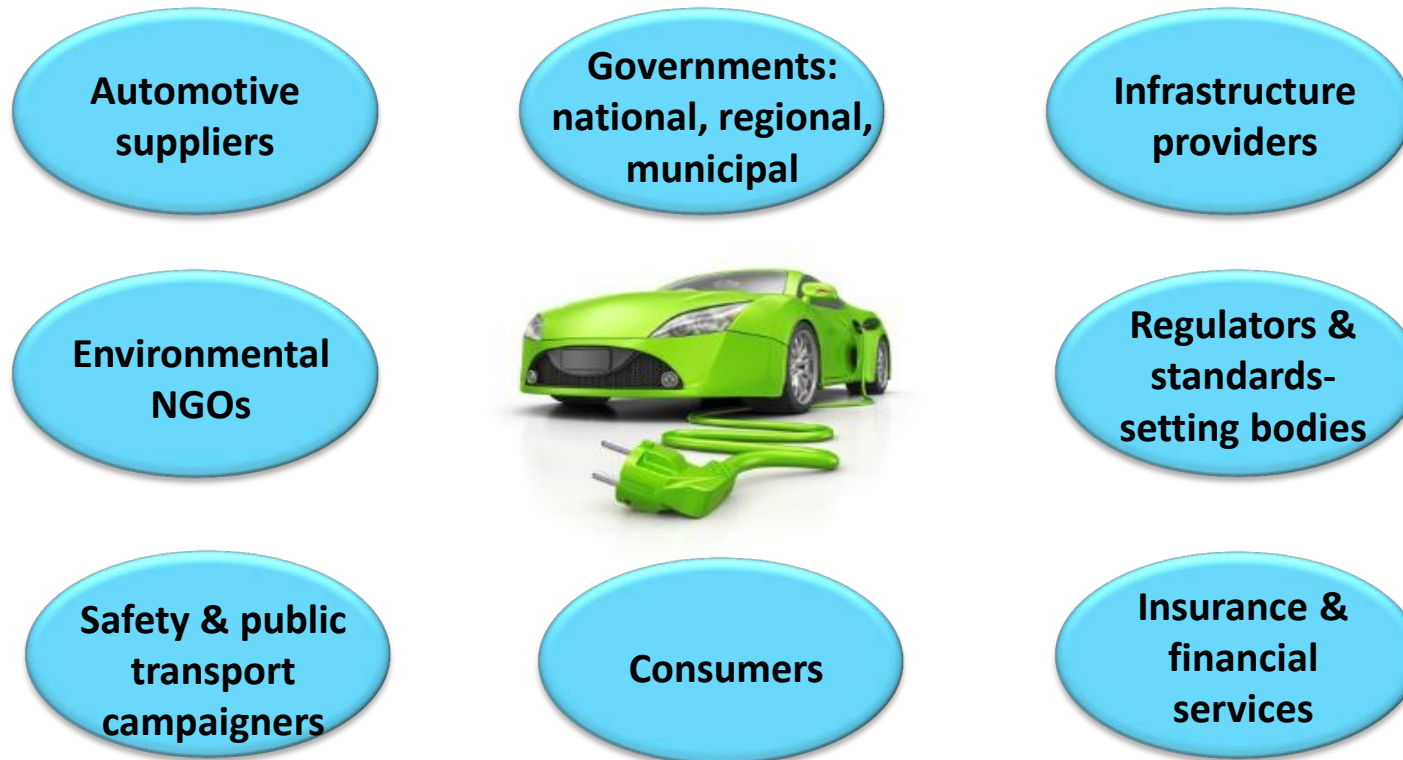 Automotive
suppliers
Governments:
national, regional,
municipal
Infrastructure
providers
Environmental
NGOs
Regulators &
standards-
setting bodies
Safety & public
transport
campaigners
Consumers
Insurance &
financial
services